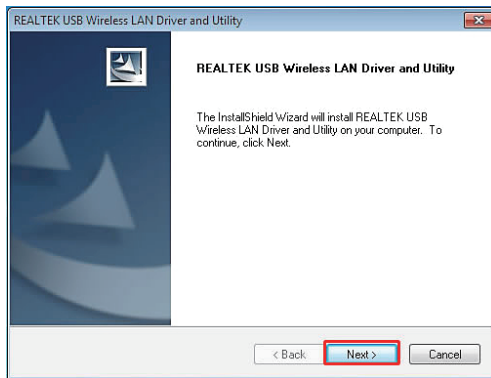 REALTEK USB Wireless LAN Driver and Utility
REALTEK USB Wireless LAN Driver and Utility
The InstallShield Wizard will install REALTEK USB
Wireless LAN Driver and Utility on your computer. To
continue, click Next.
< Back
Next >
Cancel